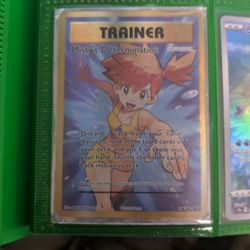 TRAINER
Misty's Determination
Discard a card from your hand.
If you do, look at the top 8 cards of
your deck and put 1 of them into
your hand. Shuffle the other cards
back into your deck.